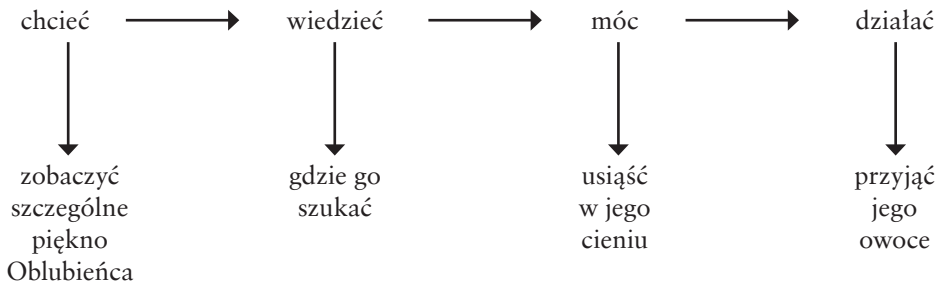 chcieć wiedzieć móc działać
zobaczyć
szczególne
piękno
Oblubieńca
gdzie go
szukać
usiąść
w jego
cieniu
przyjąć
jego
owoce